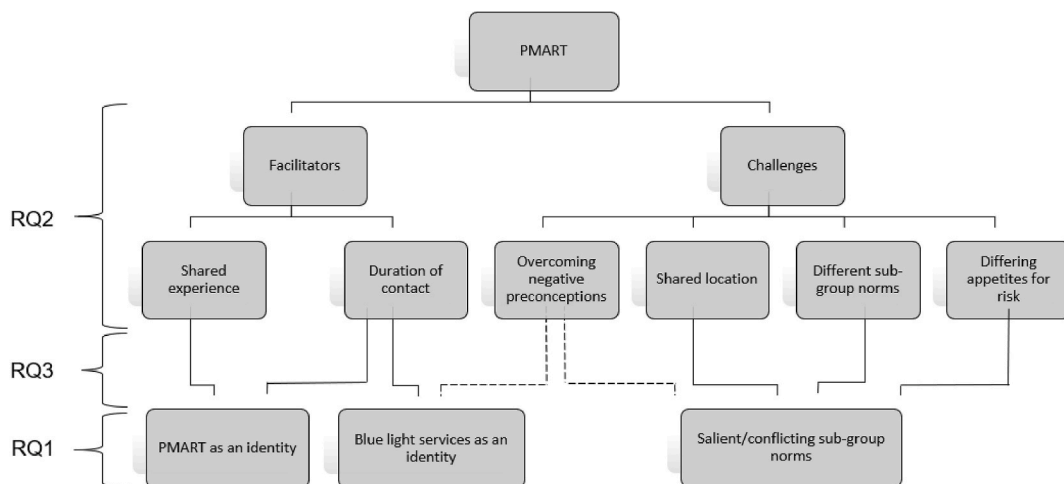 PMART
Facilitators
Challenges
RQ2
Shared
experience
Duration of
contact
Overcoming
negative
preconceptions
Shared location
Different sub-
group norms
Differing
appetites for
risk
RQ3
RQ1
PMART as an identity
Blue light services as an
identity
Salient/conflicting sub-group
norms